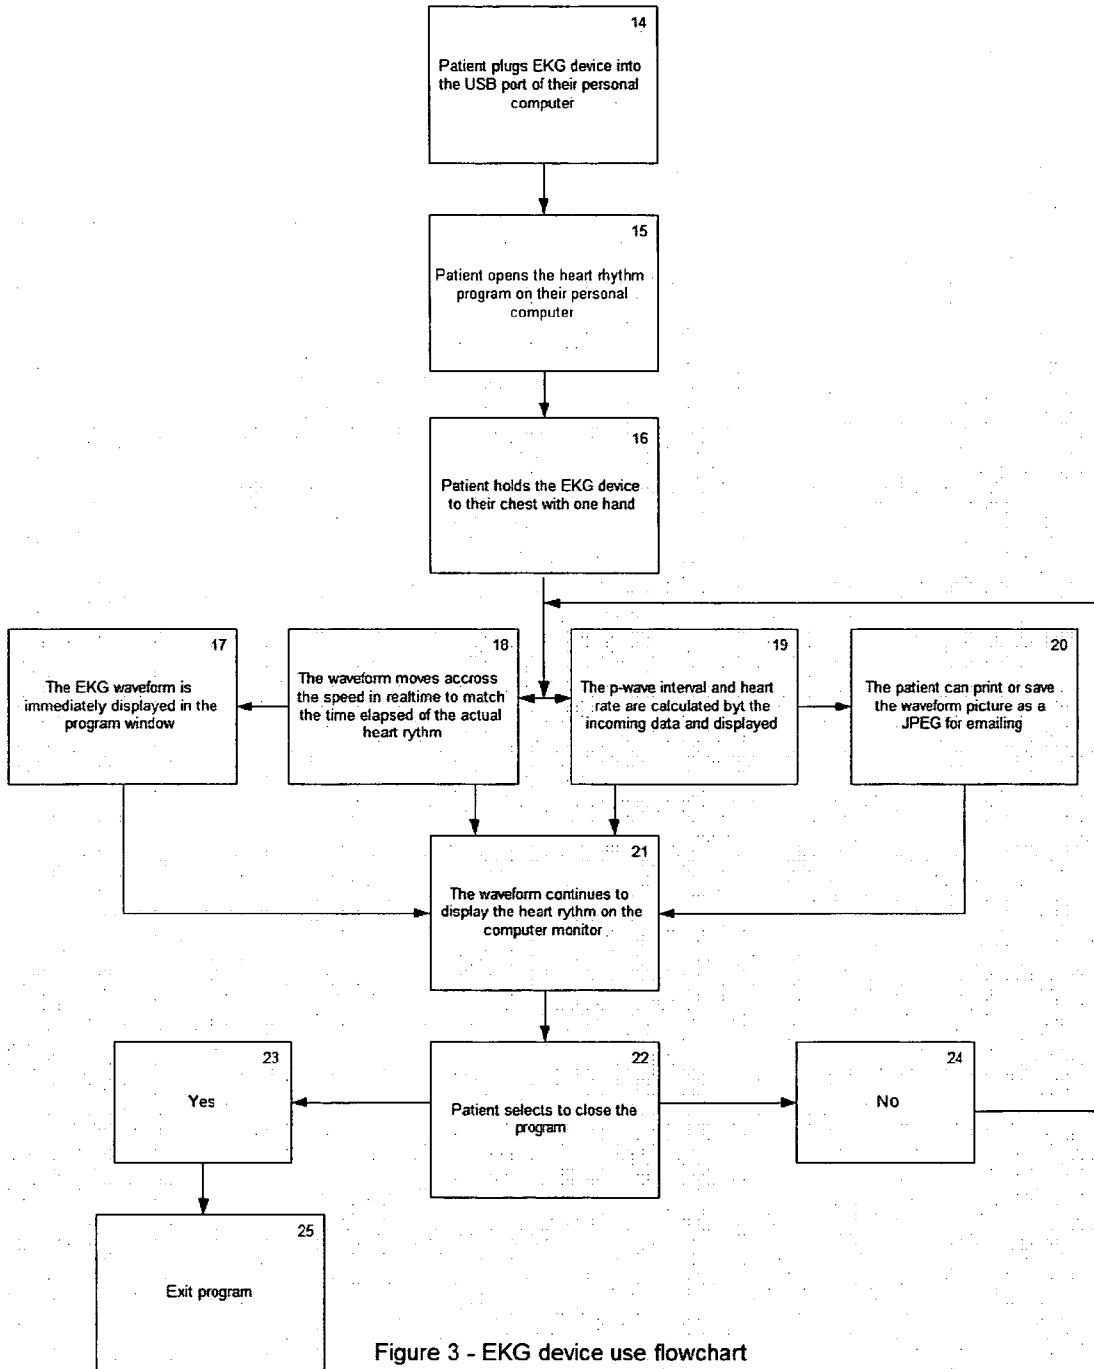 14
Patient plugs EKG device into
the USB port of their personal
computer
15
Patient opens the heart rhythm
program on their personal
computer
16
Patient holds the EKG device
to their chest with one hand
17
The EKG waveform is
immediately displayed in the
program window
18
The waveform moves accross
the speed in realtime to match
the time elapsed of the actual
heart rythm
19
The p-wave interval and heart
rate are calculated byt the
incoming data and displayed
20
The patient can print or save
the waveform picture as a
JPEG for emailing
21
The waveform continues to
display the heart rythm on the
computer monitor
22
Patient selects to close the
program
23
Yes
24
No
25
Exit program
Figure 3 - EKG device use flowchart